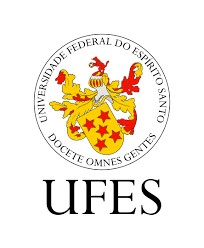 UNIVERSIDADE FEDERAL DO ESPÍRITO SANTO
DOCETE OMNES GENTES
UFES